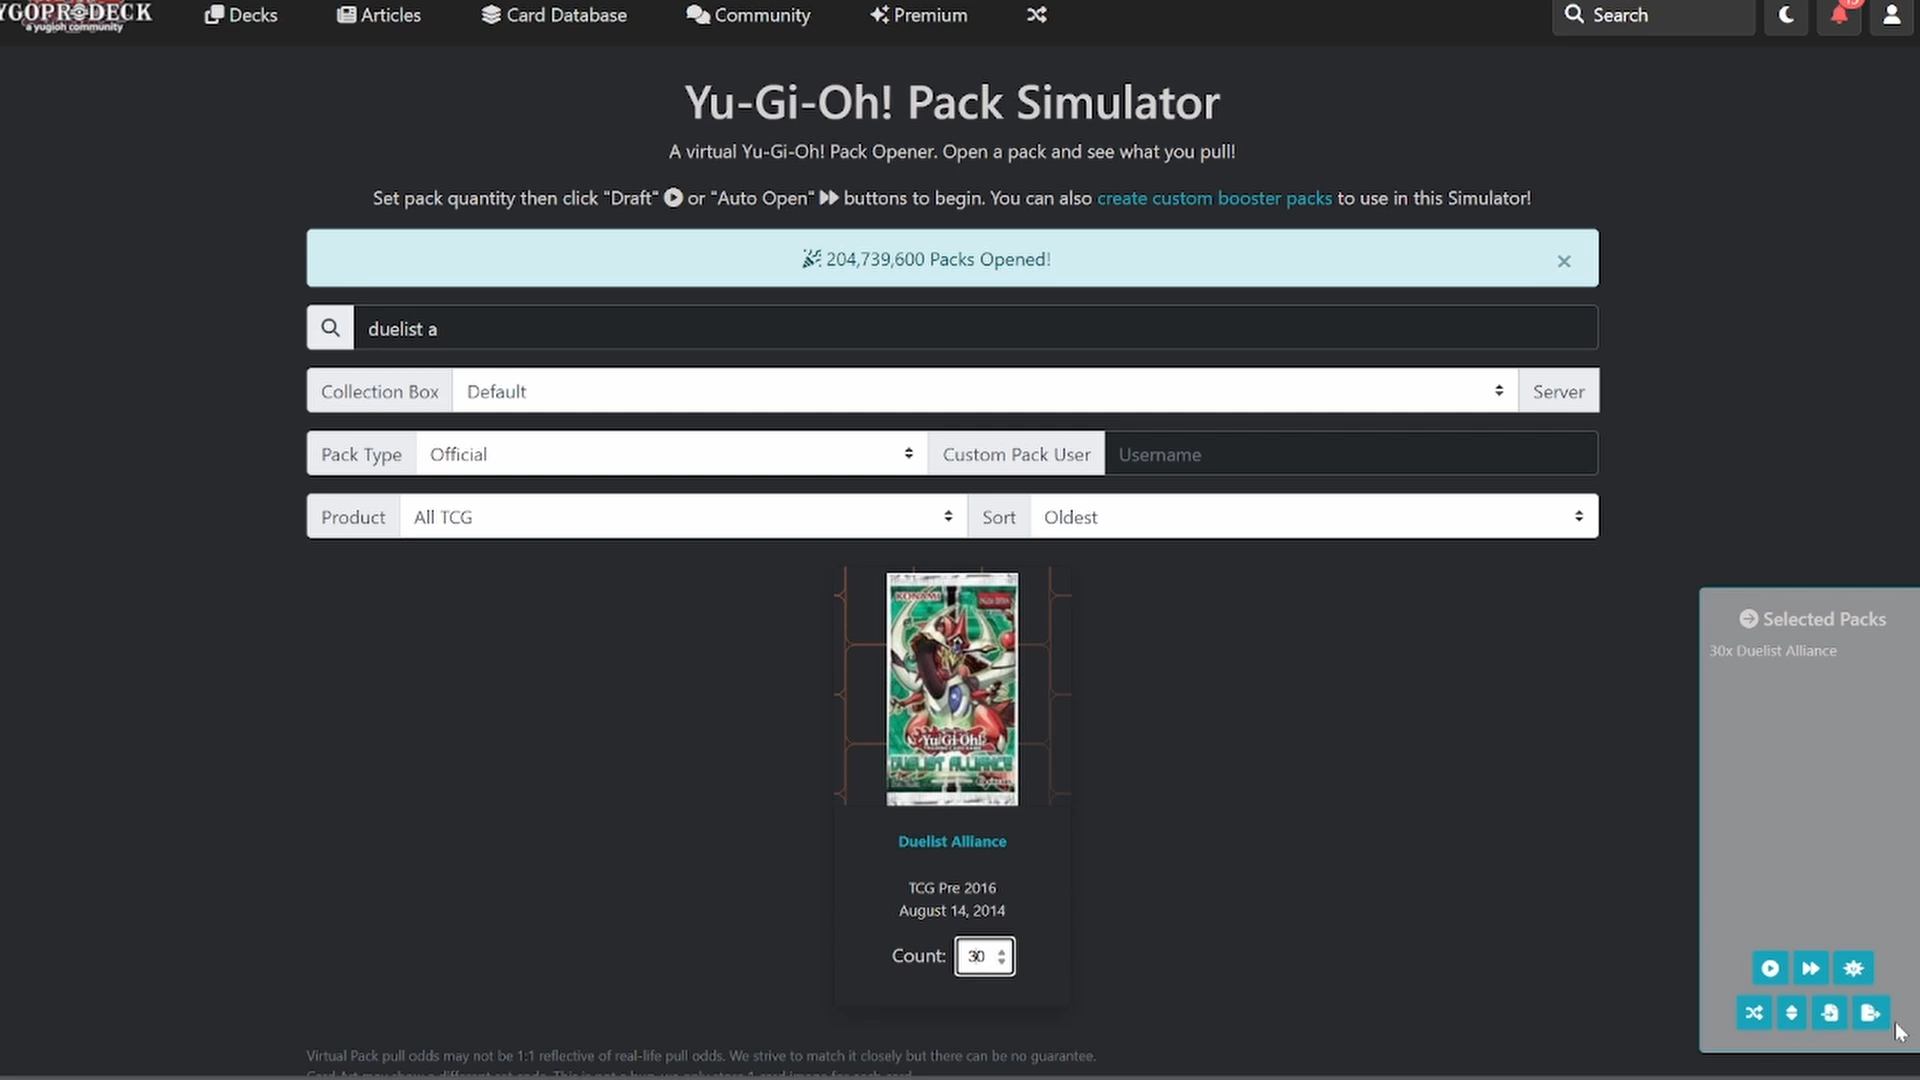 YGOPRODECK
a yugioh community
Decks
Articles
Card Database
Community
Premium
Search
Yu-Gi-Oh! Pack Simulator
A virtual Yu-Gi-Oh! Pack Opener. Open a pack and see what you pull!
Set pack quantity then click "Draft" or "Auto Open" buttons to begin. You can also create custom booster packs to use in this Simulator!
204,739,600 Packs Opened!
duelist a
Collection Box Default Server
Pack Type Official Custom Pack User Username
Product All TCG Sort Oldest
KONAMI
Yu-Gi-Oh!
DUELIST ALLIANCE
Duelist Alliance
TCG Pre 2016
August 14, 2014
Count: 30
Selected Packs
30x Duelist Alliance
Virtual Pack pull odds may not be 1:1 reflective of real-life pull odds. We strive to match it closely but there can be no guarantee.